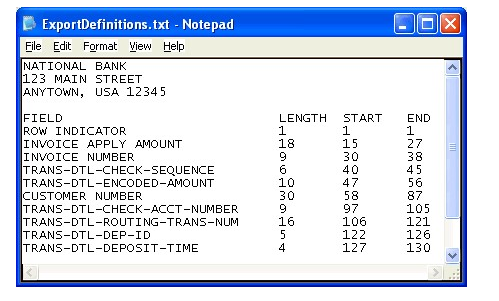 ExportDefinitions.txt - Notepad
File Edit Format View Help
NATIONAL BANK
123 MAIN STREET
ANYTOWN, USA 12345
FIELD LENGTH START END
ROW INDICATOR 1 1 1
INVOICE APPLY AMOUNT 18 15 27
INVOICE NUMBER 9 30 38
TRANS-DTL-CHECK-SEQUENCE 6 40 45
TRANS-DTL-ENCODED-AMOUNT 10 47 56
CUSTOMER NUMBER 30 58 87
TRANS-DTL-CHECK-ACCT-NUMBER 9 97 105
TRANS-DTL-ROUTING-TRANS-NUM 16 106 121
TRANS-DTL-DEP-ID 5 122 126
TRANS-DTL-DEPOSIT-TIME 4 127 130